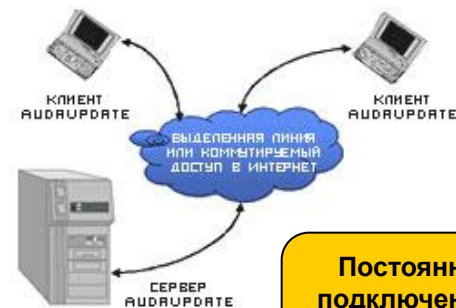 КЛИЕНТ
AUDAUPDATE
КЛИЕНТ
AUDAUPDATE
ВЫДЕЛЕННАЯ ЛИНИЯ
ИЛИ КОММУТИРУЕМЫЙ
ДОСТУП В ИНТЕРНЕТ
СЕРВЕР
AUDAUPDATE